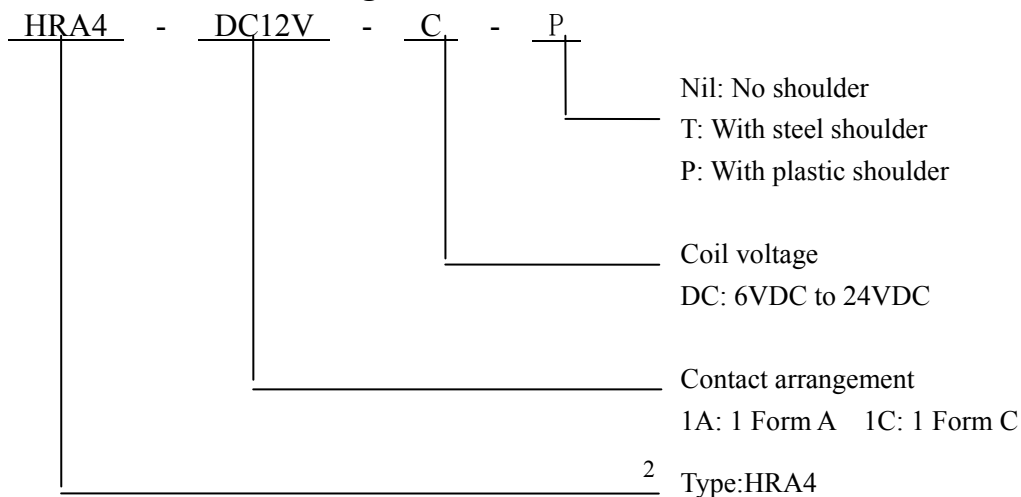 HRA4 - DC12V - C - P
Nil: No shoulder
T: With steel shoulder
P: With plastic shoulder
Coil voltage
DC: 6VDC to 24VDC
Contact arrangement
1A: 1 Form A 1C: 1 Form C
2 Type:HRA4